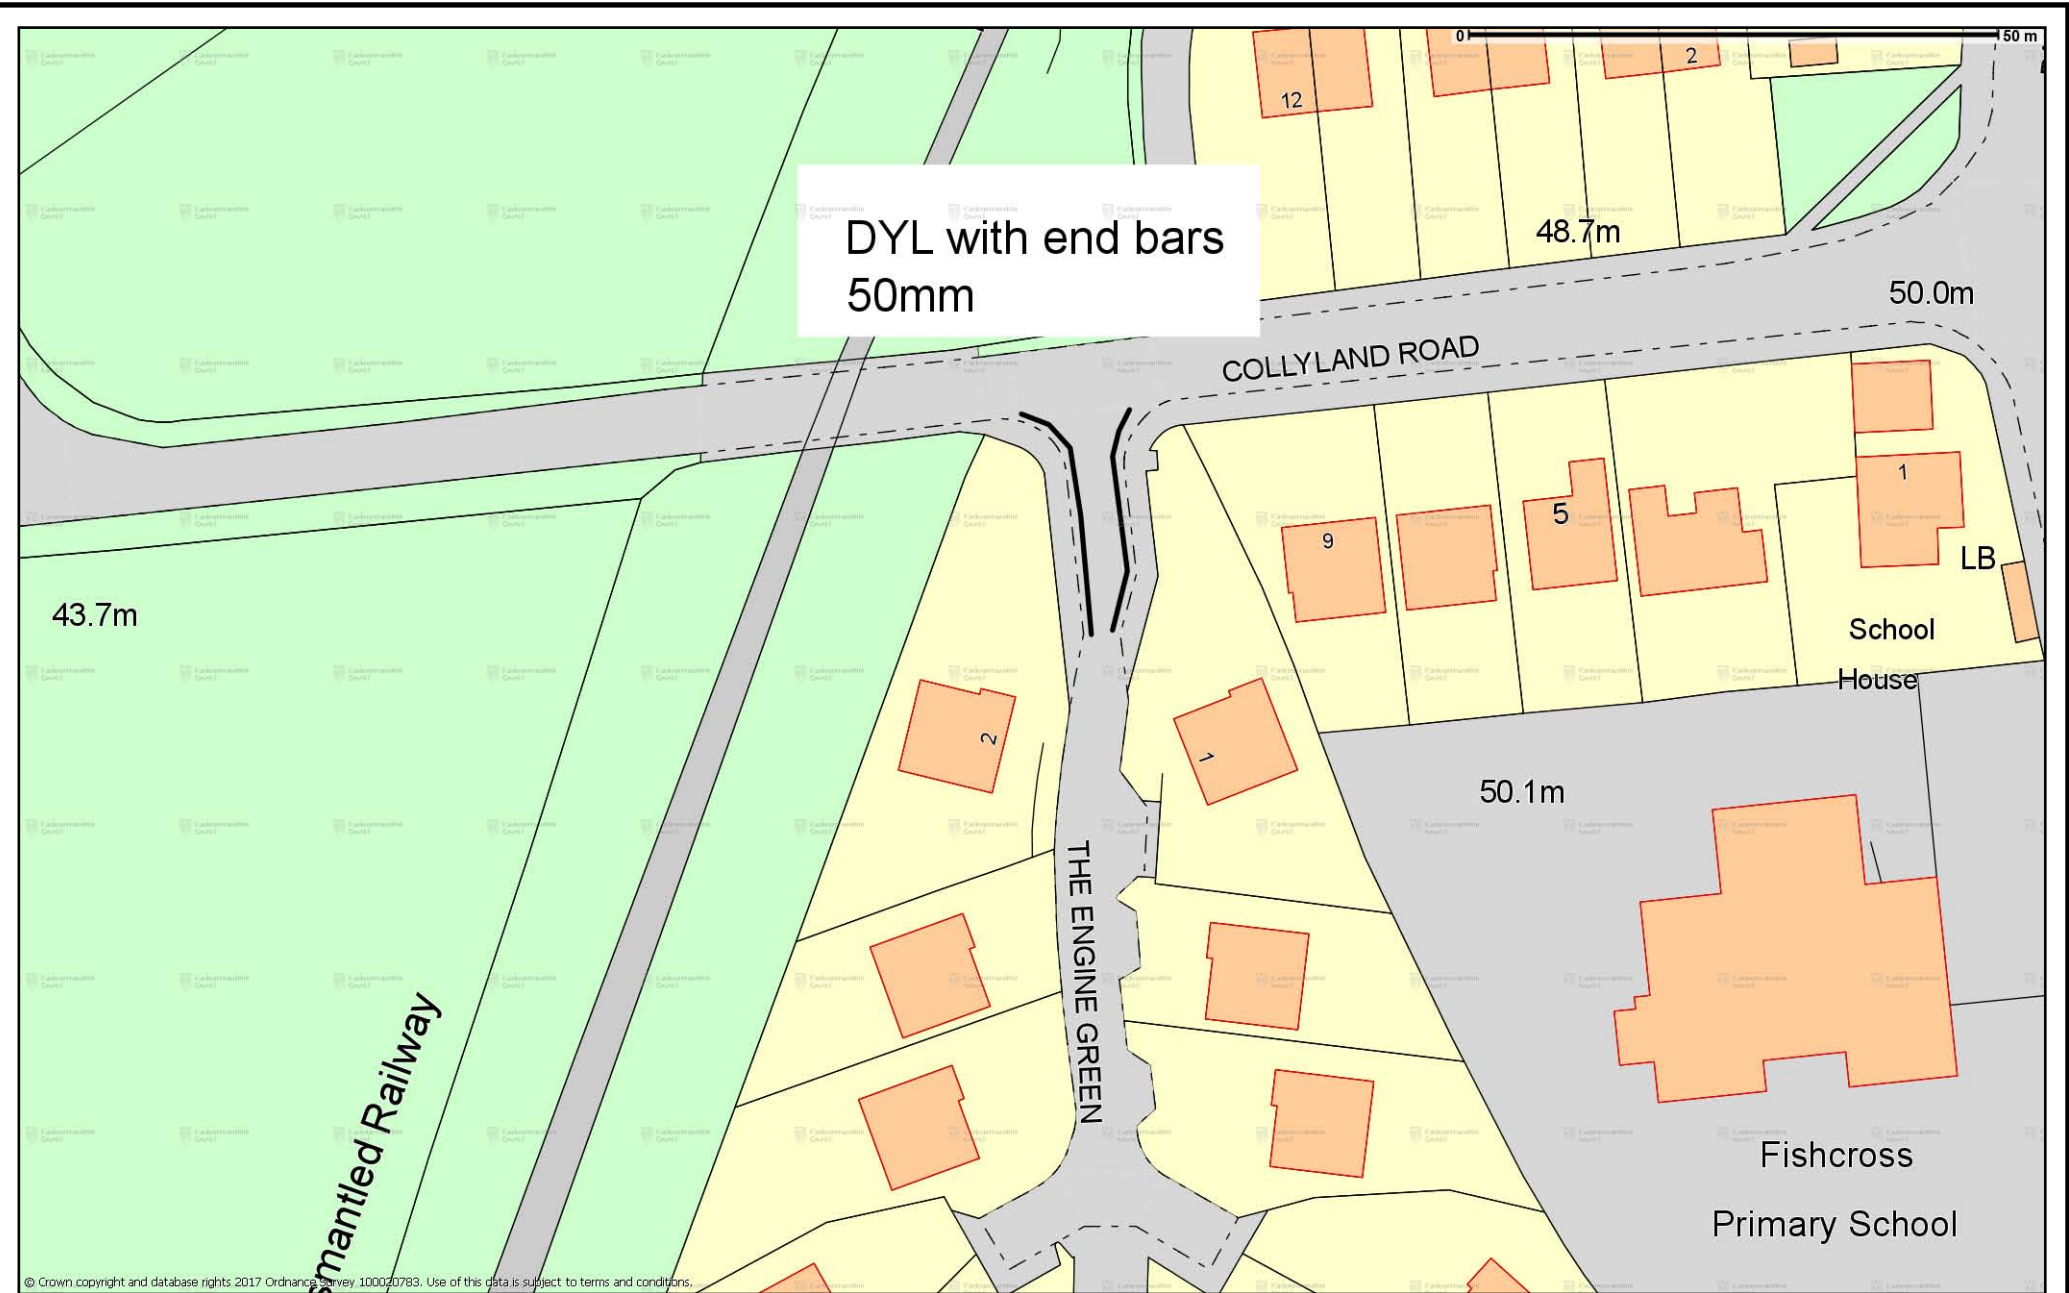 0
50 m
12
2
DYL with end bars
50mm
48.7m
50.0m
COLLYLAND ROAD
9
5
1
LB
43.7m
School
House
2
1
50.1m
THE ENGINE GREEN
smantled Railway
Fishcross
Primary School
© Crown copyright and database rights 2017 Ordnance Survey 100020783. Use of this data is subject to terms and conditions.